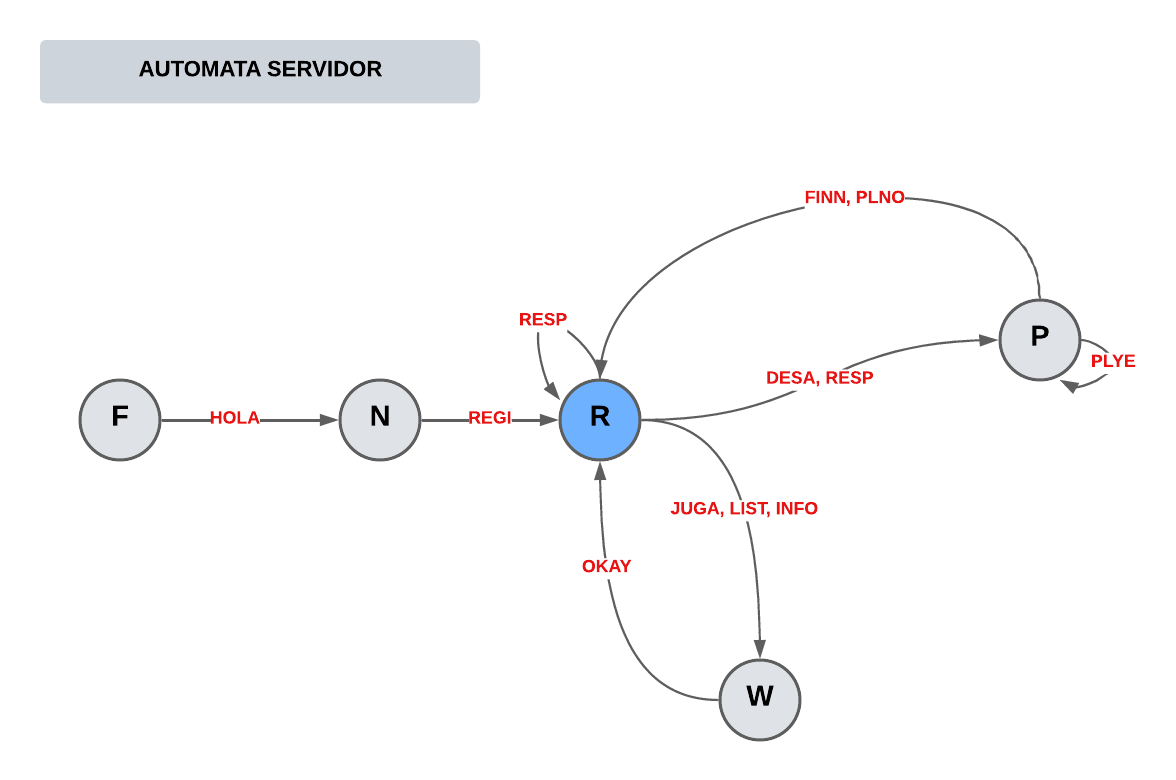 AUTOMATA SERVIDOR
FINN, PLNO
RESP
P
PLYE
DESA, RESP
F
HOLA
N
REGI
R
JUGA, LIST, INFO
OKAY
W